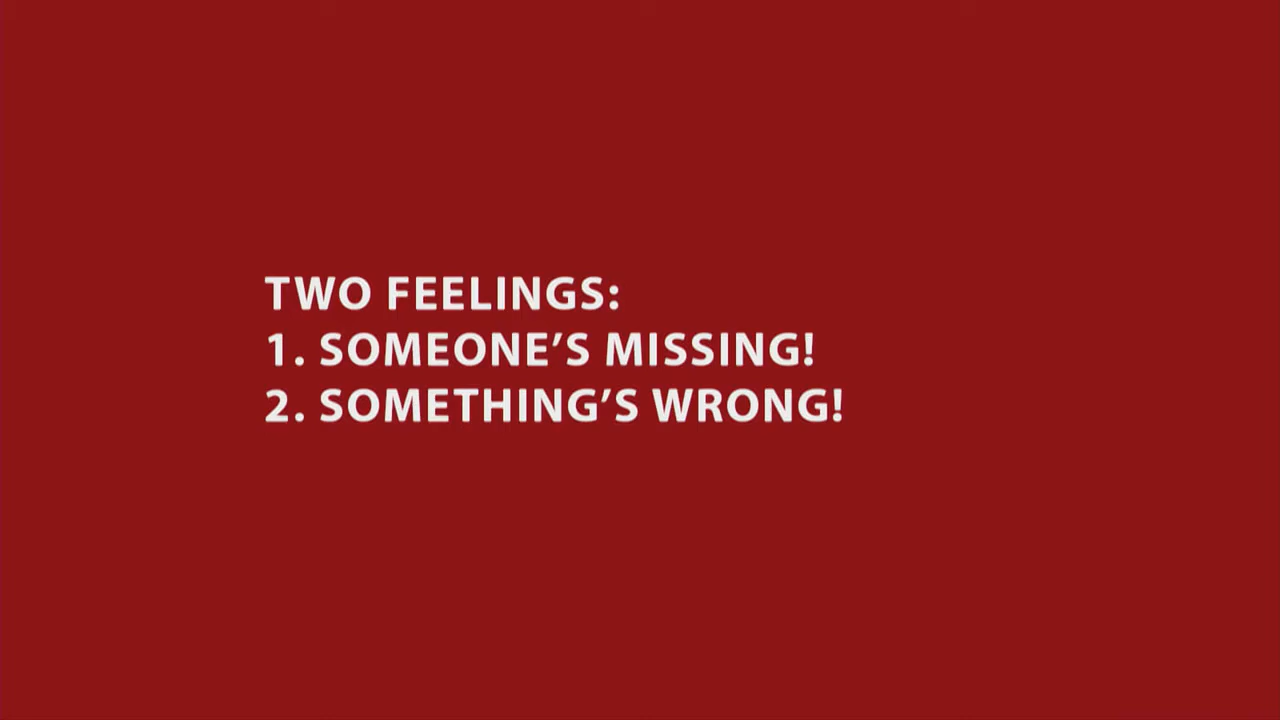 TWO FEELINGS:
1. SOMEONE’S MISSING!
2. SOMETHING’S WRONG!